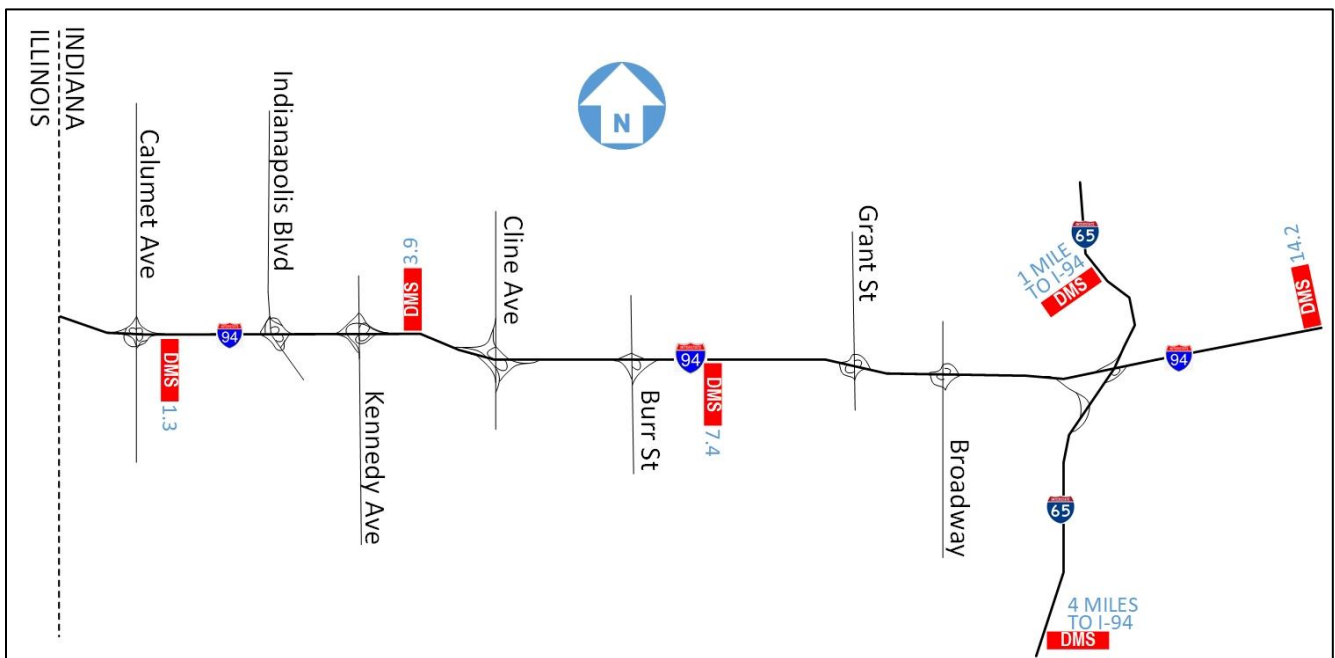 INDIANA
ILLINOIS
Calumet Ave
DMS
1.3
94
Indianapolis Blvd
N
Kennedy Ave
3.9
DMS
Cline Ave
Burr St
94
DMS
7.4
Grant St
Broadway
65
1 MILE
TO I-94
DMS
14.2
DMS
94
65
4 MILES
TO I-94
DMS